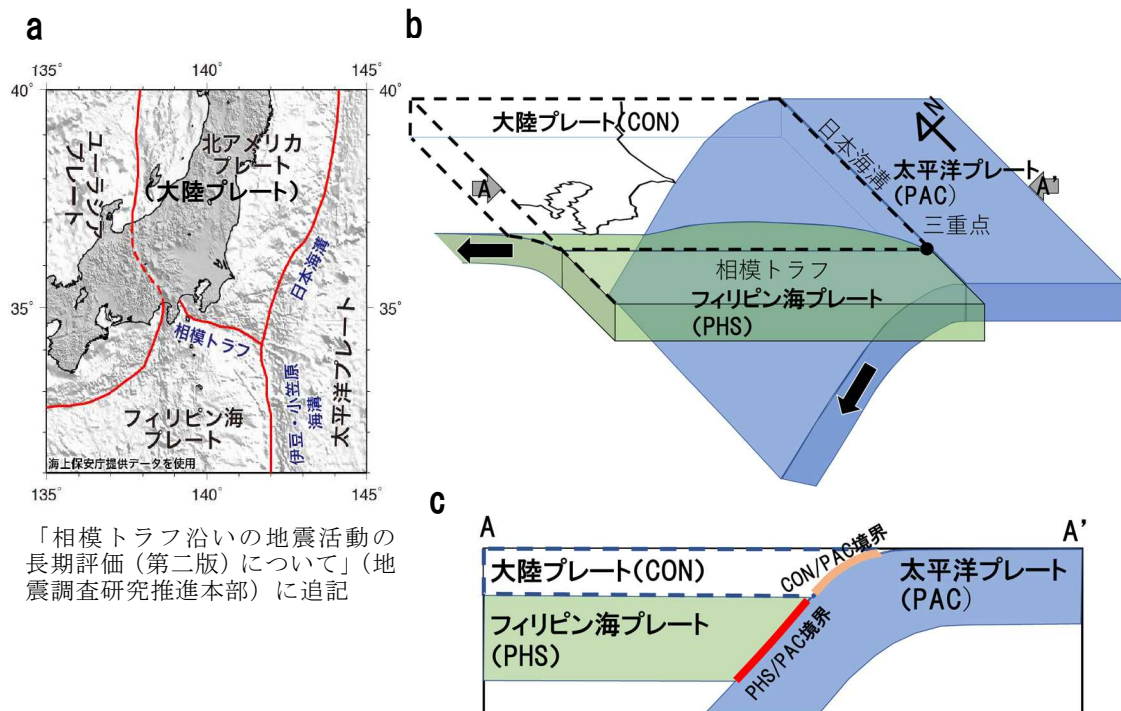 a
135°
140°
145°
40°
35°
ユーラシア
プレート
北アメリカ
プレート
(大陸プレート)
日本海溝
相模トラフ
太平洋プレート
伊豆・小笠原
海溝
フィリピン海
プレート
海上保安庁提供データを使用
135°
140°
145°
「相模トラフ沿いの地震活動の
長期評価(第二版)について」(地
震調査研究推進本部)に追記
b
大陸プレート(CON)
N
日本海溝
太平洋プレート
(PAC)
A
A'
三重点
相模トラフ
フィリピン海プレート
(PHS)
c
A
A'
大陸プレート(CON)
CON/PAC境界
太平洋プレート
(PAC)
フィリピン海プレート
(PHS)
PHS/PAC境界